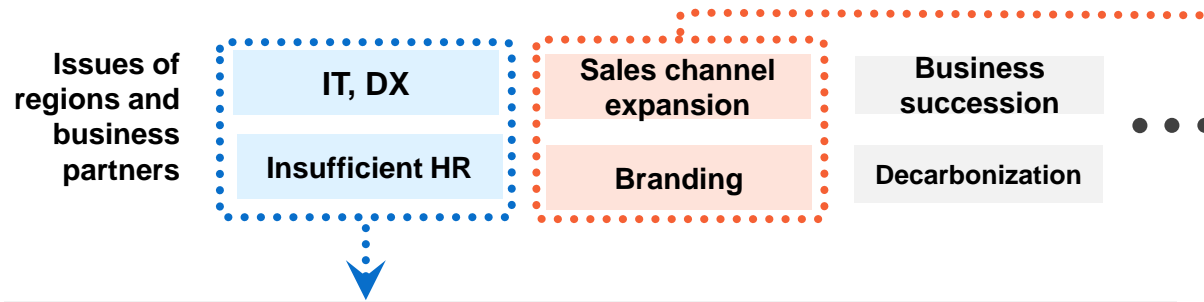 Issues of
regions and
business
partners
IT, DX
Insufficient HR
Sales channel
expansion
Branding
Business
succession
Decarbonization